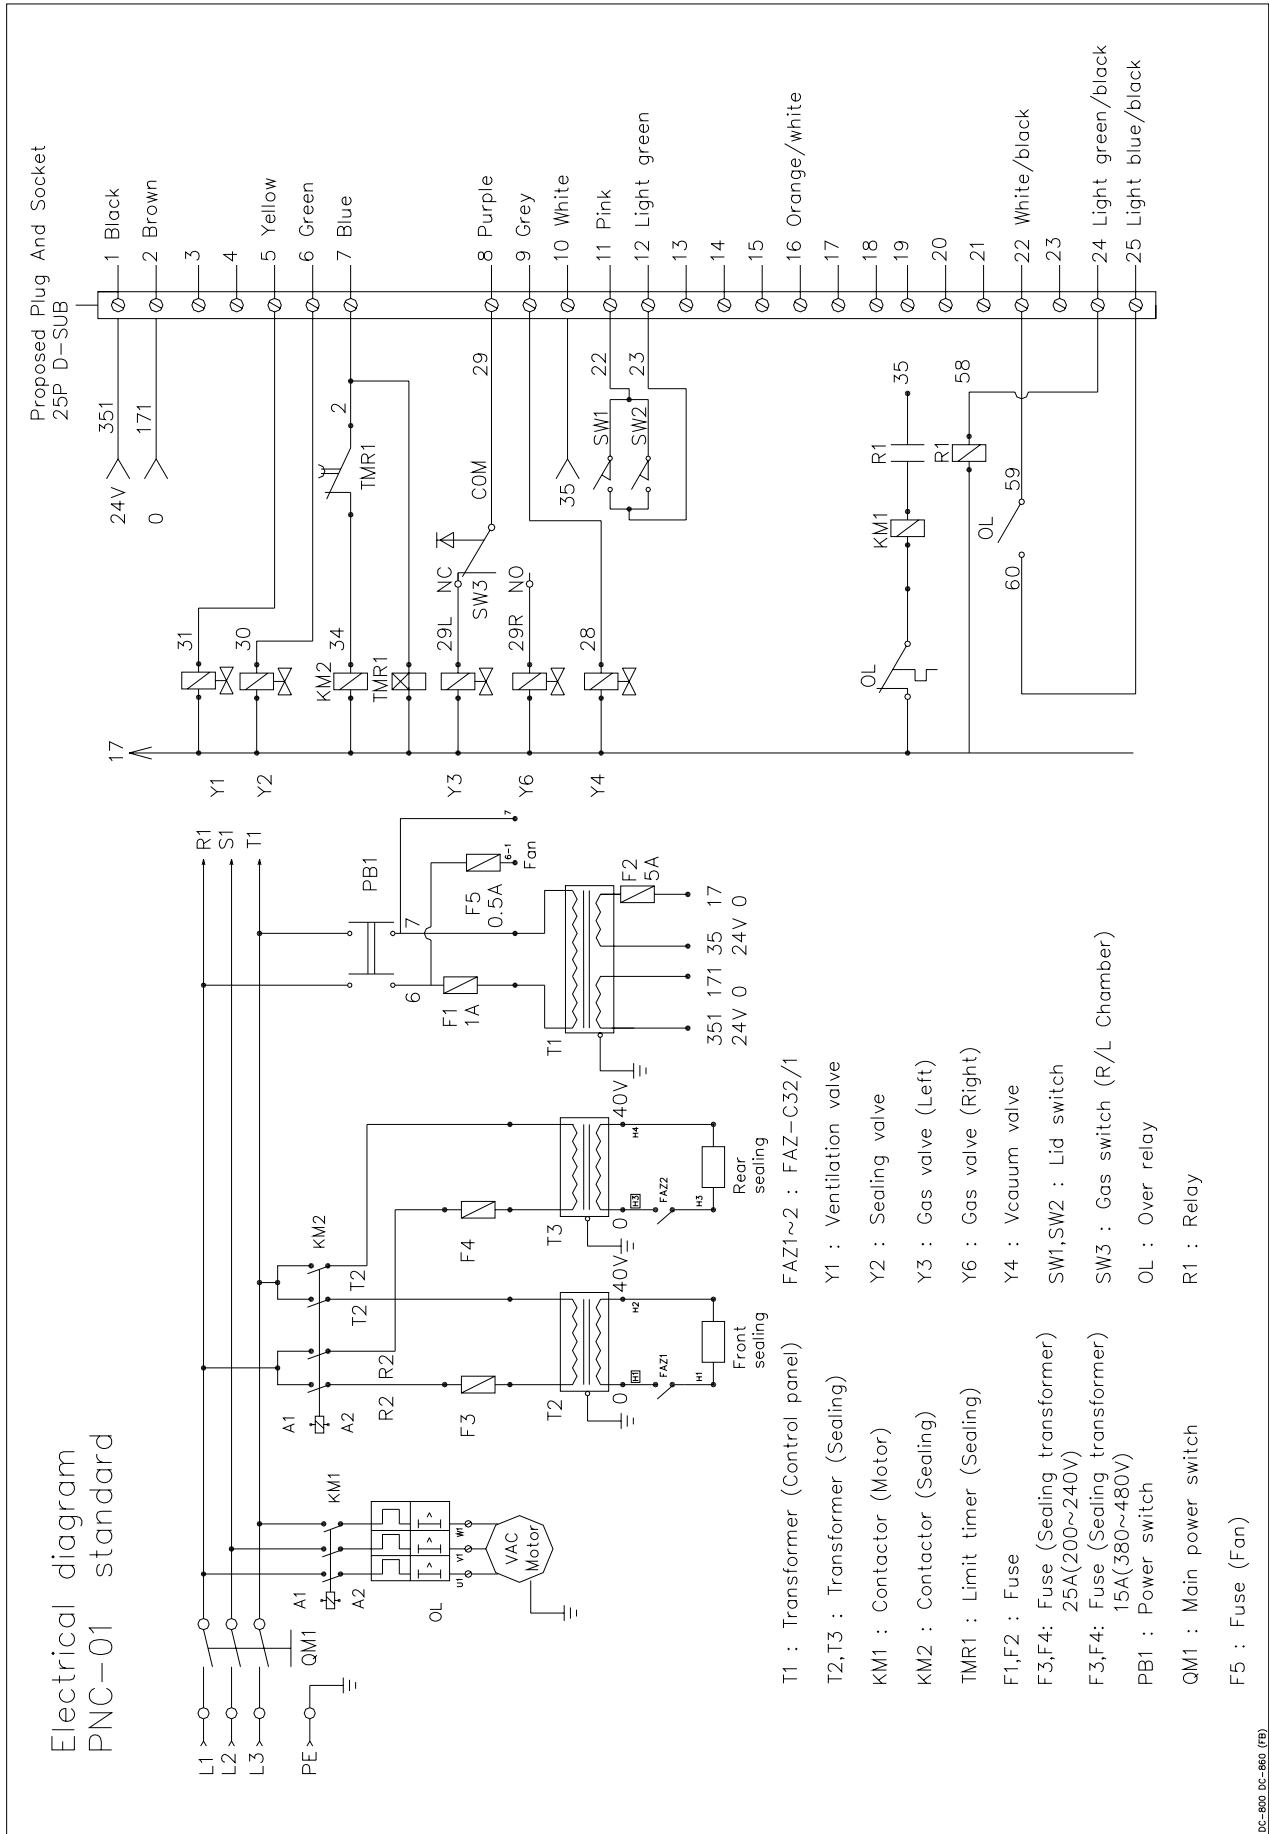 Electrical diagram
PNC-01 standard
L1
L2
L3
PE
QM1
A1
A2
KM1
OL
U1
V1
W1
VAC
Motor
A1
A2
KM2
R2
R2
T2
T2
F3
F4
T2
T3
0
40V
0
40V
H1
H2
H3
H4
FAZ1
FAZ2
H1
H3
Front
sealing
Rear
sealing
R1
S1
T1
PB1
6
7
F1
1A
F5
0.5A
6-1
7
Fan
T1
F2
5A
351 171 35 17
24V 0 24V 0
T1 : Transformer (Control panel)
T2,T3 : Transformer (Sealing)
KM1 : Contactor (Motor)
KM2 : Contactor (Sealing)
TMR1 : Limit timer (Sealing)
F1,F2 : Fuse
F3,F4: Fuse (Sealing transformer)
25A(200~240V)
F3,F4: Fuse (Sealing transformer)
15A(380~480V)
PB1 : Power switch
QM1 : Main power switch
F5 : Fuse (Fan)
FAZ1~2 : FAZ-C32/1
Y1 : Ventilation valve
Y2 : Sealing valve
Y3 : Gas valve (Left)
Y6 : Gas valve (Right)
Y4 : Vcauum valve
SW1,SW2 : Lid switch
SW3 : Gas switch (R/L Chamber)
OL : Over relay
R1 : Relay
17
Y1
Y2
Y3
Y6
Y4
31
30
KM2
34
TMR1
29L
NC
SW3
29R
NO
28
OL
24V
351
0
171
2
TMR1
COM
29
35
SW1
22
SW2
23
KM1
R1
35
R1
58
60
OL
59
Proposed Plug And Socket
25P D-SUB
1 Black
2 Brown
3
4
5 Yellow
6 Green
7 Blue
8 Purple
9 Grey
10 White
11 Pink
12 Light green
13
14
15
16 Orange/white
17
18
19
20
21
22 White/black
23
24 Light green/black
25 Light blue/black
DC-800 DC-860 (FB)